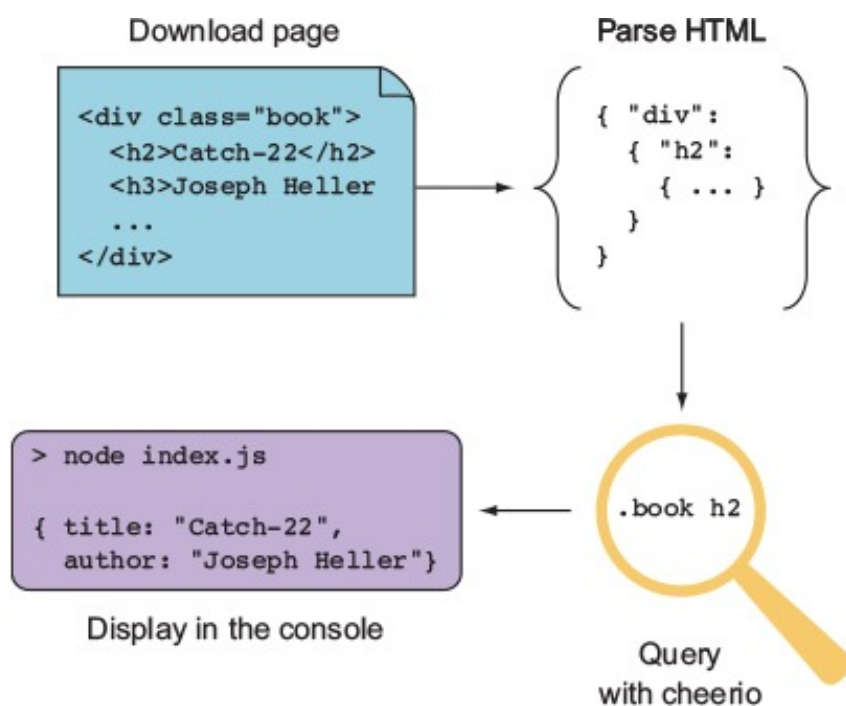 Download page
<div class="book">
<h2>Catch-22</h2>
<h3>Joseph Heller
...
</div>
Parse HTML
{ "div":
{ "h2":
{ ... }
}
}
.book h2
Query
with cheerio
> node index.js
{ title: "Catch-22",
author: "Joseph Heller"}
Display in the console